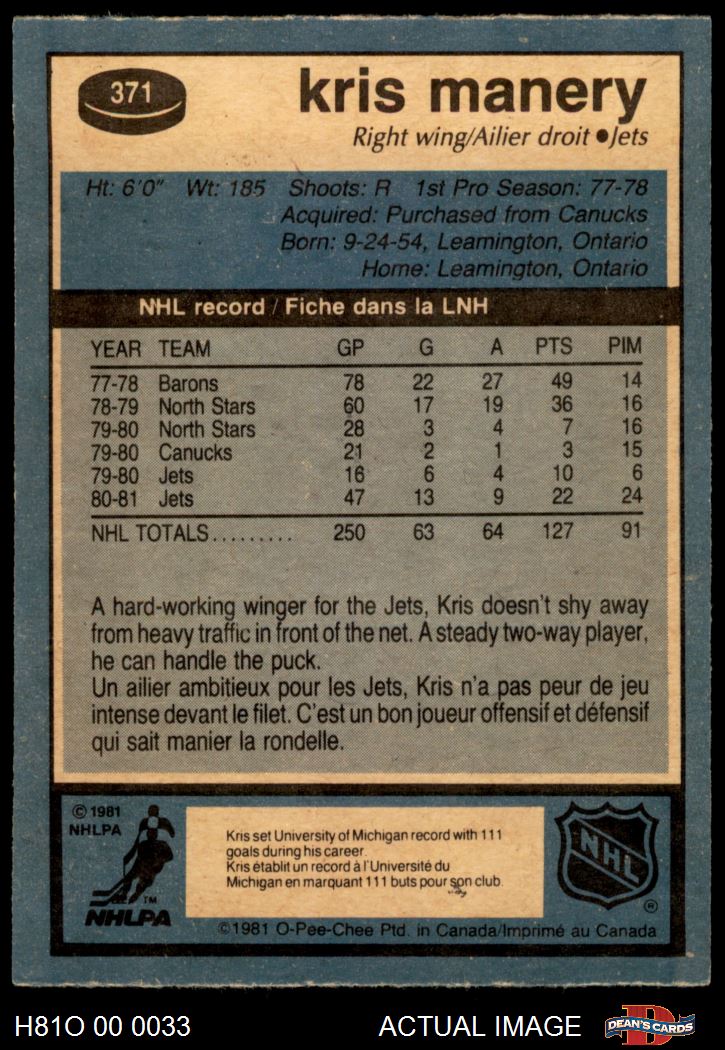 371
kris manery
Right wing/Ailier droit ●Jets
Ht: 6'0" Wt: 185 Shoots: R 1st Pro Season: 77-78
Acquired: Purchased from Canucks
Born: 9-24-54, Leamington, Ontario
Home: Leamington, Ontario
NHL record / Fiche dans la LNH
YEAR TEAM GP G A PTS PIM
77-78 Barons 78 22 27 49 14
78-79 North Stars 60 17 19 36 16
79-80 North Stars 28 3 4 7 16
79-80 Canucks 21 2 1 3 15
79-80 Jets 16 6 4 10 6
80-81 Jets 47 13 9 22 24
NHL TOTALS......... 250 63 64 127 91
A hard-working winger for the Jets, Kris doesn't shy away
from heavy traffic in front of the net. A steady two-way player,
he can handle the puck.
Un ailier ambitieux pour les Jets, Kris n'a pas peur de jeu
intense devant le filet. C'est un bon joueur offensif et défensif
qui sait manier la rondelle.
© 1981
NHLPA
TM
NHLPA
Kris set University of Michigan record with 111
goals during his career.
Kris établit un record à l'Université du
Michigan en marquant 111 buts pour son club.
NHL
®
©1981 O-Pee-Chee Ptd. in Canada/Imprimé au Canada
H81O 00 0033 ACTUAL IMAGE
D
DEAN'S CARDS